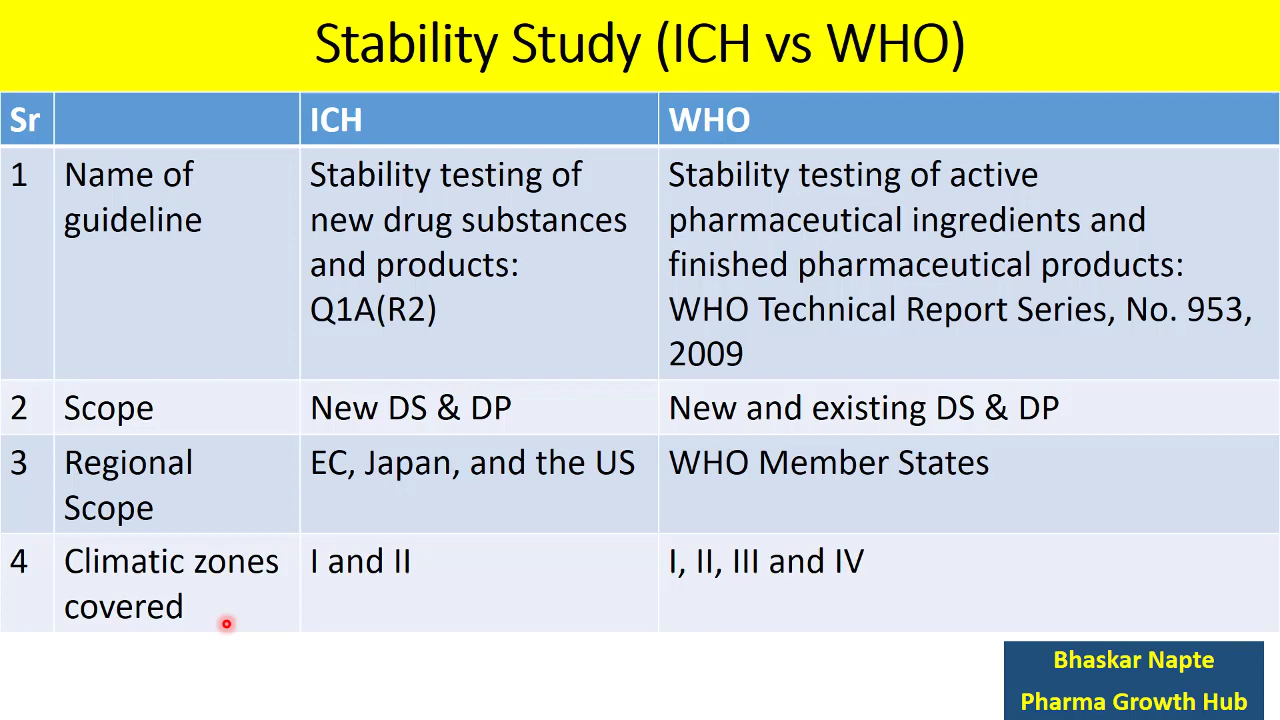 Stability Study (ICH vs WHO)
Sr ICH WHO
1 Name of guideline Stability testing of new drug substances and products: Q1A(R2) Stability testing of active pharmaceutical ingredients and finished pharmaceutical products: WHO Technical Report Series, No. 953, 2009
2 Scope New DS & DP New and existing DS & DP
3 Regional Scope EC, Japan, and the US WHO Member States
4 Climatic zones covered I and II I, II, III and IV
Bhaskar Napte
Pharma Growth Hub